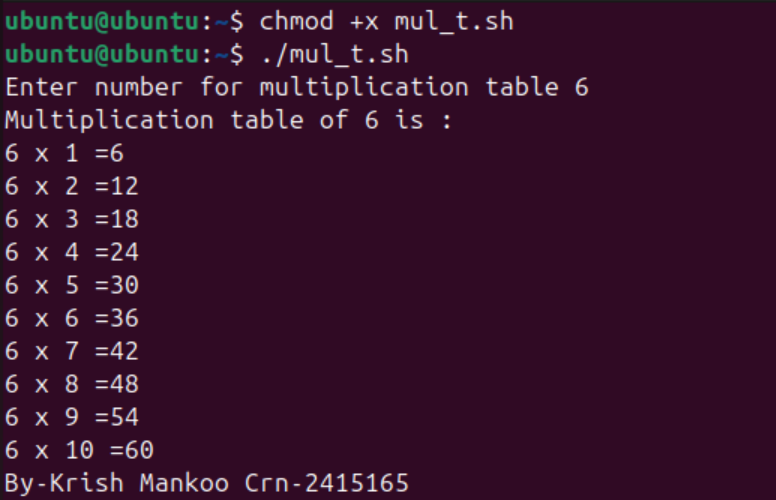 ubuntu@ubuntu:~$ chmod +x mul_t.sh
ubuntu@ubuntu:~$ ./mul_t.sh
Enter number for multiplication table 6
Multiplication table of 6 is :
6 x 1 =6
6 x 2 =12
6 x 3 =18
6 x 4 =24
6 x 5 =30
6 x 6 =36
6 x 7 =42
6 x 8 =48
6 x 9 =54
6 x 10 =60
By-Krish Mankoo Crn-2415165